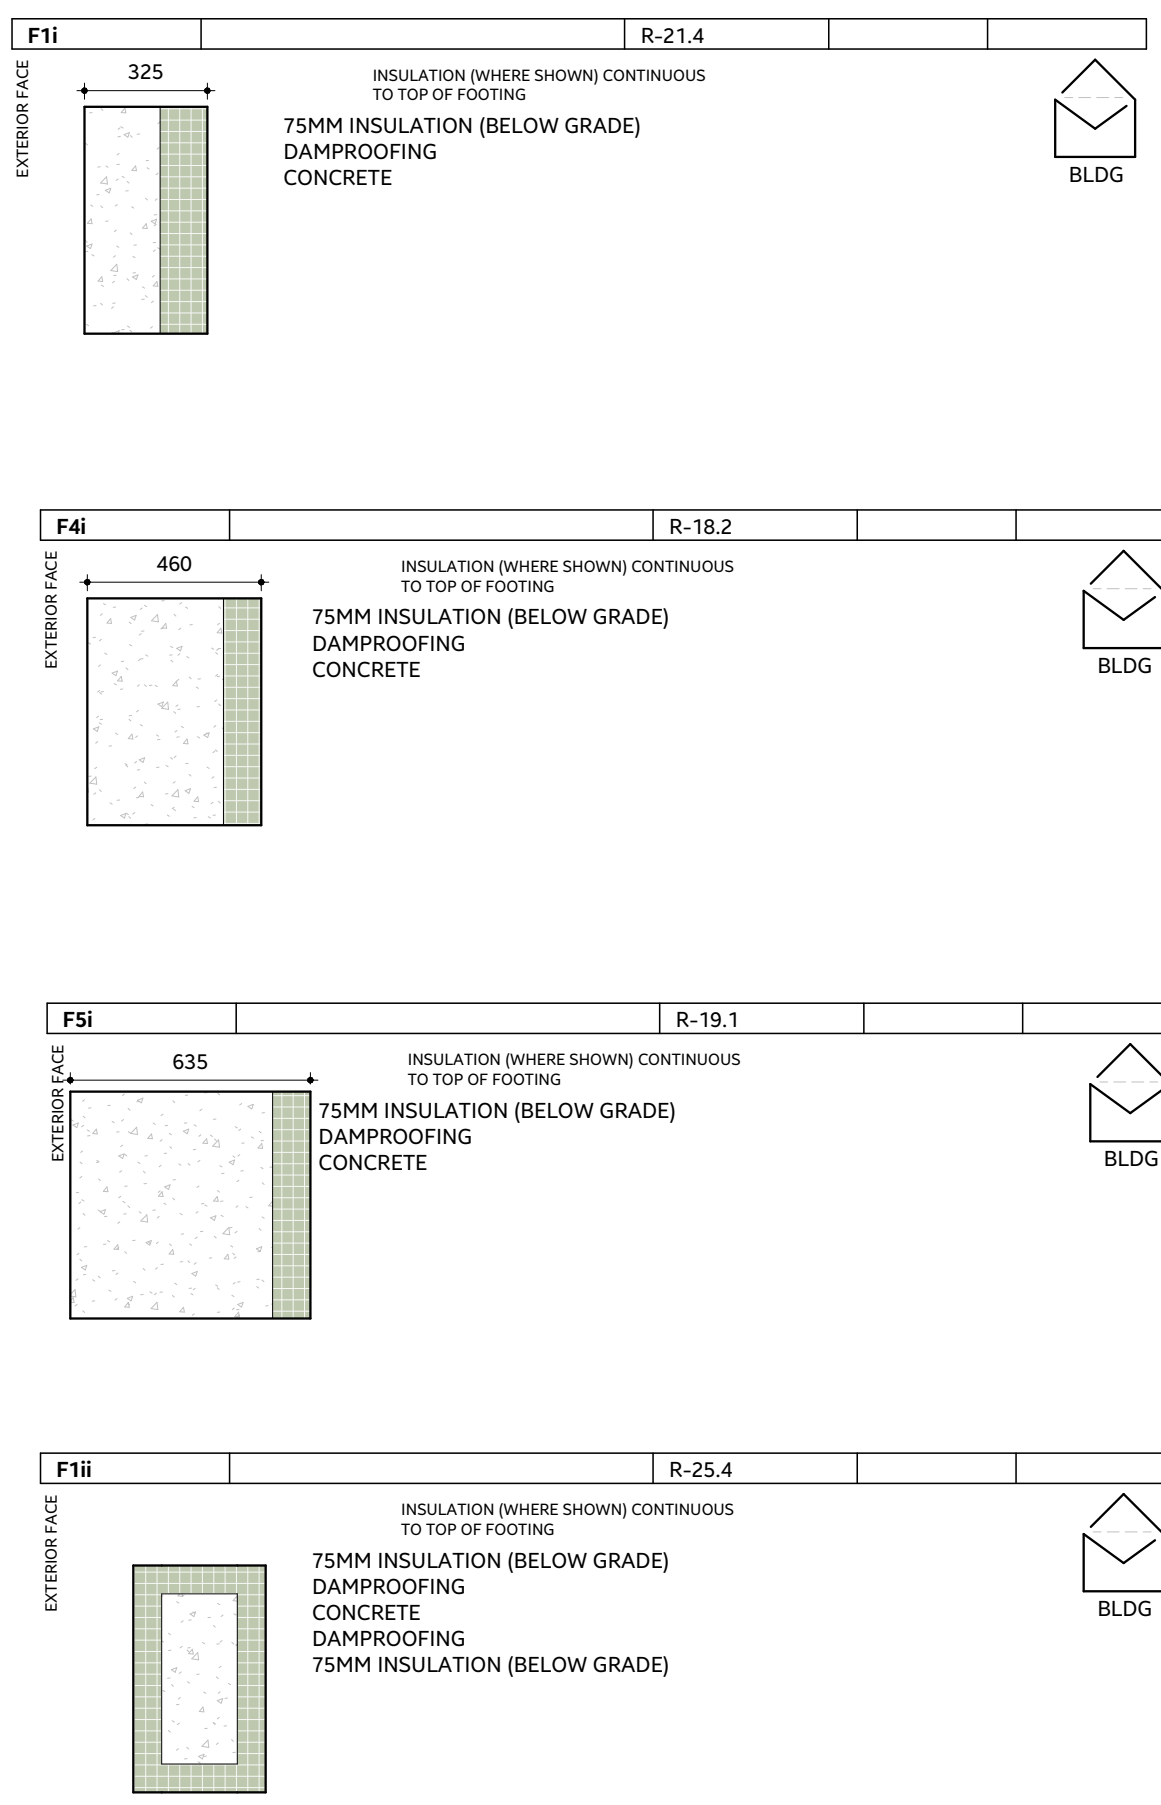 F1i R-21.4
EXTERIOR FACE
325
INSULATION (WHERE SHOWN) CONTINUOUS
TO TOP OF FOOTING
75MM INSULATION (BELOW GRADE)
DAMPROOFING
CONCRETE
BLDG
F4i R-18.2
EXTERIOR FACE
460
INSULATION (WHERE SHOWN) CONTINUOUS
TO TOP OF FOOTING
75MM INSULATION (BELOW GRADE)
DAMPROOFING
CONCRETE
BLDG
F5i R-19.1
EXTERIOR FACE
635
INSULATION (WHERE SHOWN) CONTINUOUS
TO TOP OF FOOTING
75MM INSULATION (BELOW GRADE)
DAMPROOFING
CONCRETE
BLDG
F1ii R-25.4
EXTERIOR FACE
INSULATION (WHERE SHOWN) CONTINUOUS
TO TOP OF FOOTING
75MM INSULATION (BELOW GRADE)
DAMPROOFING
CONCRETE
DAMPROOFING
75MM INSULATION (BELOW GRADE)
BLDG